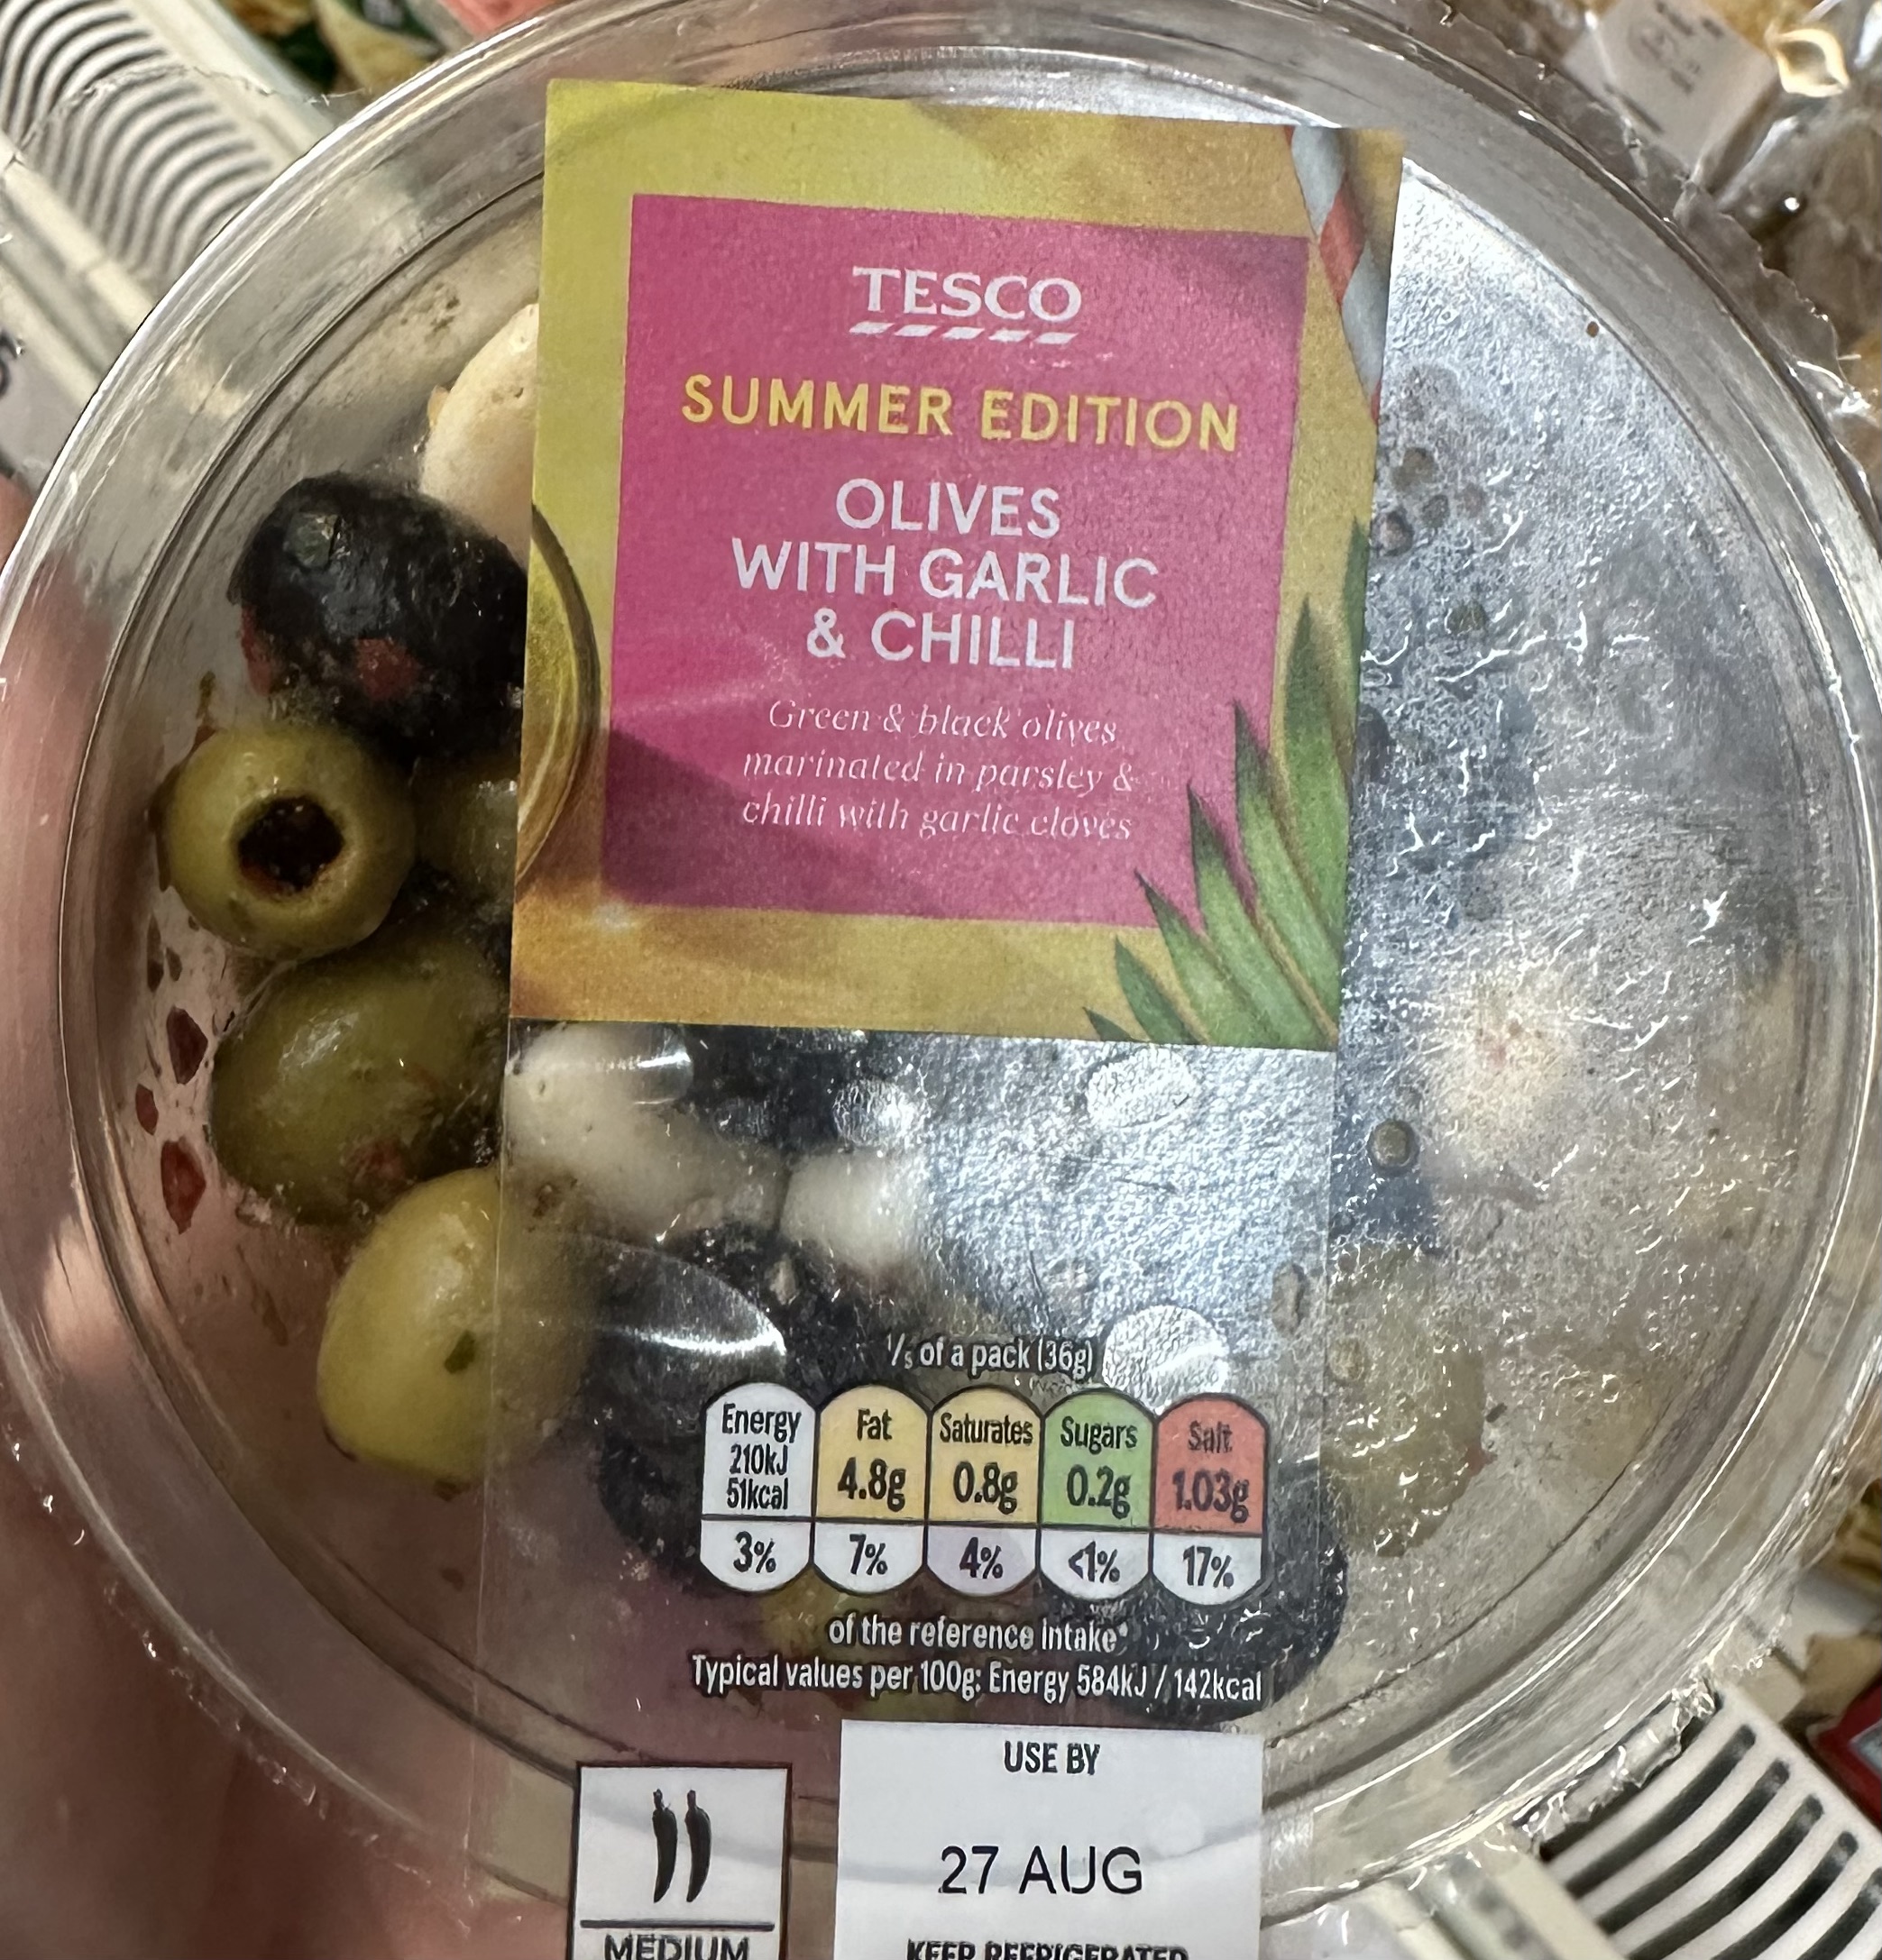 TESCO
SUMMER EDITION
OLIVES
WITH GARLIC
& CHILLI
Green & black olives
marinated in parsley &
chilli with garlic cloves
1/5 of a pack (36g)
Energy 210kJ 51kcal 3%
Fat 4.8g 7%
Saturates 0.8g 4%
Sugars 0.2g <1%
Salt 1.03g 17%
of the reference intake*
Typical values per 100g: Energy 584kJ / 142kcal
USE BY
27 AUG
KEEP REFRIGERATED
MEDIUM